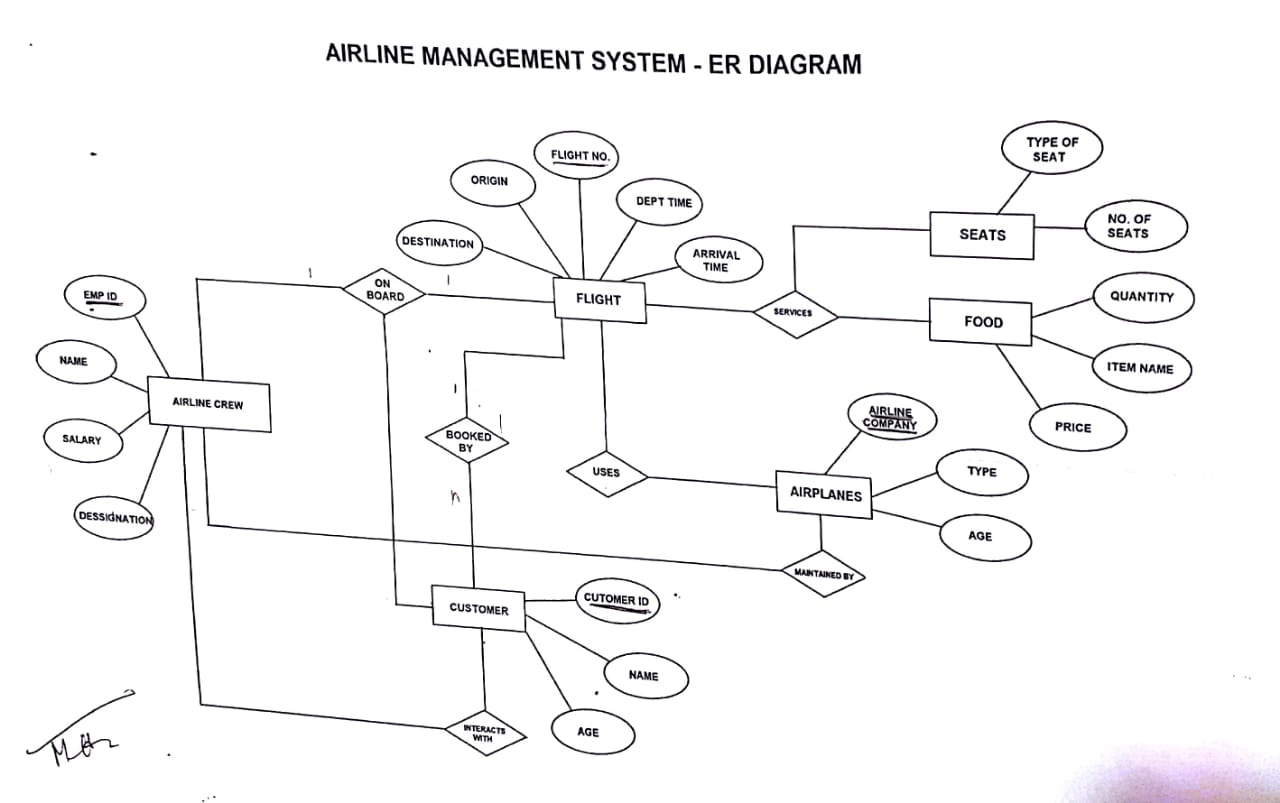 AIRLINE MANAGEMENT SYSTEM - ER DIAGRAM
TYPE OF
SEAT
FLIGHT NO.
ORIGIN
DEPT TIME
NO. OF
SEATS
SEATS
DESTINATION
ARRIVAL
TIME
1
1
ON
BOARD
FLIGHT
SERVICES
QUANTITY
FOOD
EMP ID
NAME
ITEM NAME
AIRLINE CREW
1
1
AIRLINE
COMPANY
PRICE
SALARY
BOOKED
BY
USES
TYPE
n
AIRPLANES
DESSIGNATION
AGE
MAINTAINED BY
CUSTOMER
CUTOMER ID
NAME
INTERACTS
WITH
AGE